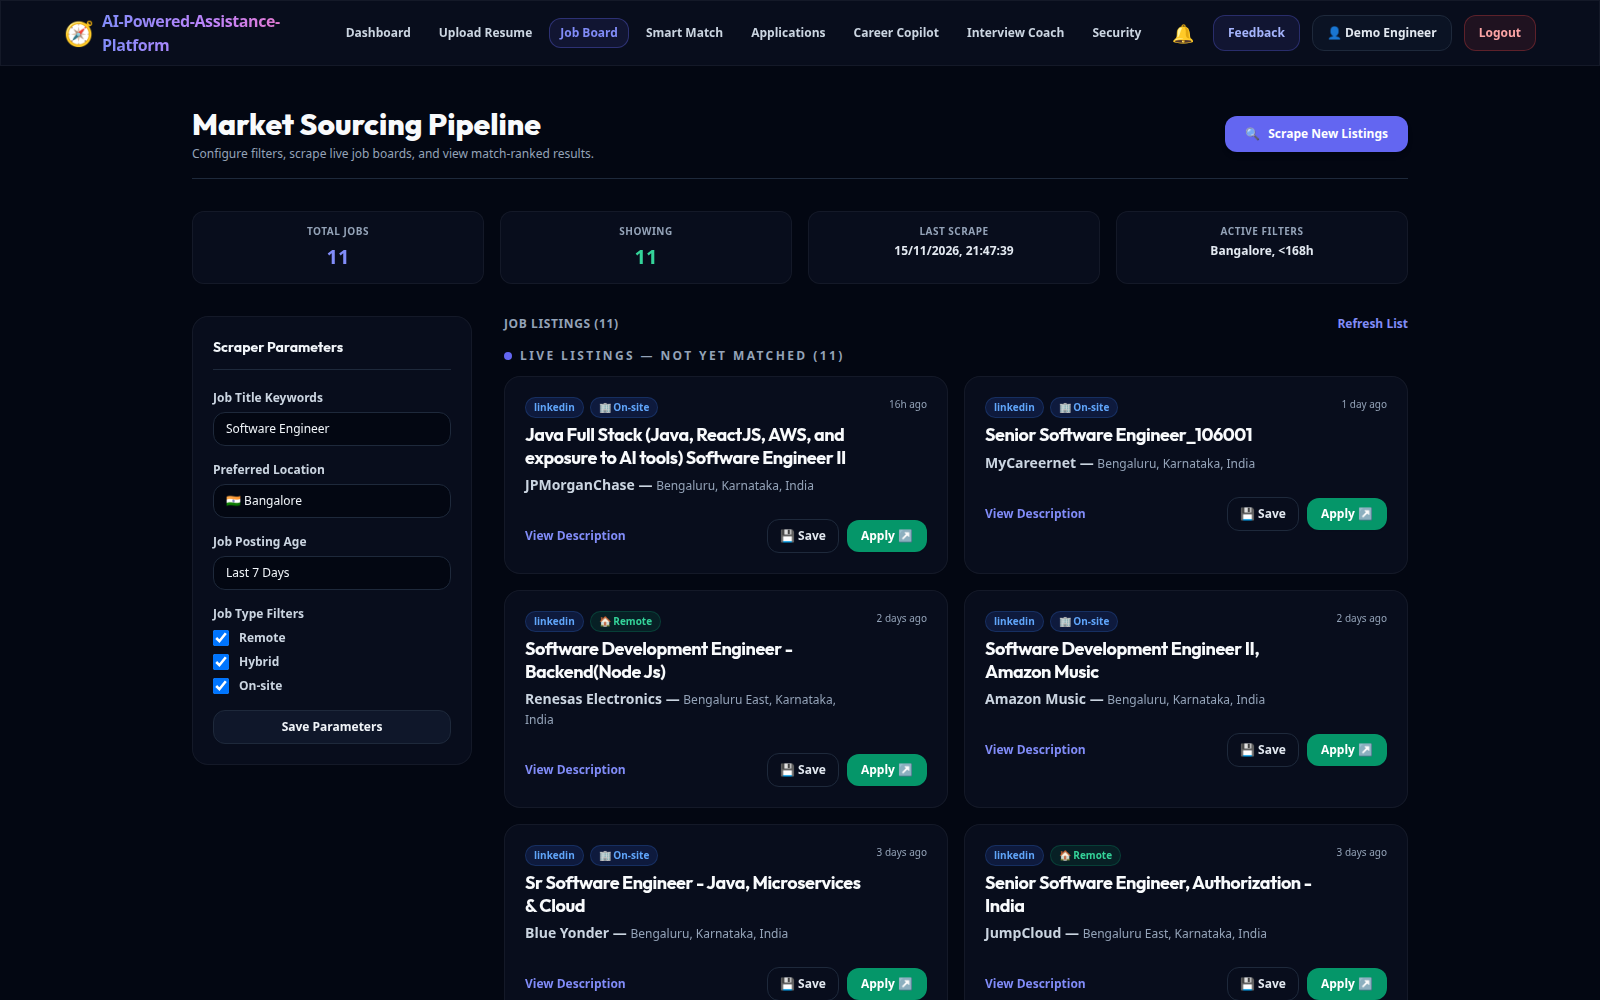 AI-Powered-Assistance-
Platform
Dashboard
Upload Resume
Job Board
Smart Match
Applications
Career Copilot
Interview Coach
Security
Feedback
Demo Engineer
Logout
Market Sourcing Pipeline
Configure filters, scrape live job boards, and view match-ranked results.
Scrape New Listings
TOTAL JOBS
11
SHOWING
11
LAST SCRAPE
15/11/2026, 21:47:39
ACTIVE FILTERS
Bangalore, <168h
Scraper Parameters
Job Title Keywords
Software Engineer
Preferred Location
Bangalore
Job Posting Age
Last 7 Days
Job Type Filters
Remote
Hybrid
On-site
Save Parameters
JOB LISTINGS (11)
Refresh List
LIVE LISTINGS — NOT YET MATCHED (11)
linkedin
On-site
16h ago
Java Full Stack (Java, ReactJS, AWS, and
exposure to AI tools) Software Engineer II
JPMorganChase — Bengaluru, Karnataka, India
View Description
Save
Apply
linkedin
On-site
1 day ago
Senior Software Engineer_106001
MyCareernet — Bengaluru, Karnataka, India
View Description
Save
Apply
linkedin
Remote
2 days ago
Software Development Engineer -
Backend(Node Js)
Renesas Electronics — Bengaluru East, Karnataka,
India
View Description
Save
Apply
linkedin
On-site
2 days ago
Software Development Engineer II,
Amazon Music
Amazon Music — Bengaluru, Karnataka, India
View Description
Save
Apply
linkedin
On-site
3 days ago
Sr Software Engineer - Java, Microservices
& Cloud
Blue Yonder — Bengaluru, Karnataka, India
View Description
Save
Apply
linkedin
Remote
3 days ago
Senior Software Engineer, Authorization -
India
JumpCloud — Bengaluru East, Karnataka, India
View Description
Save
Apply